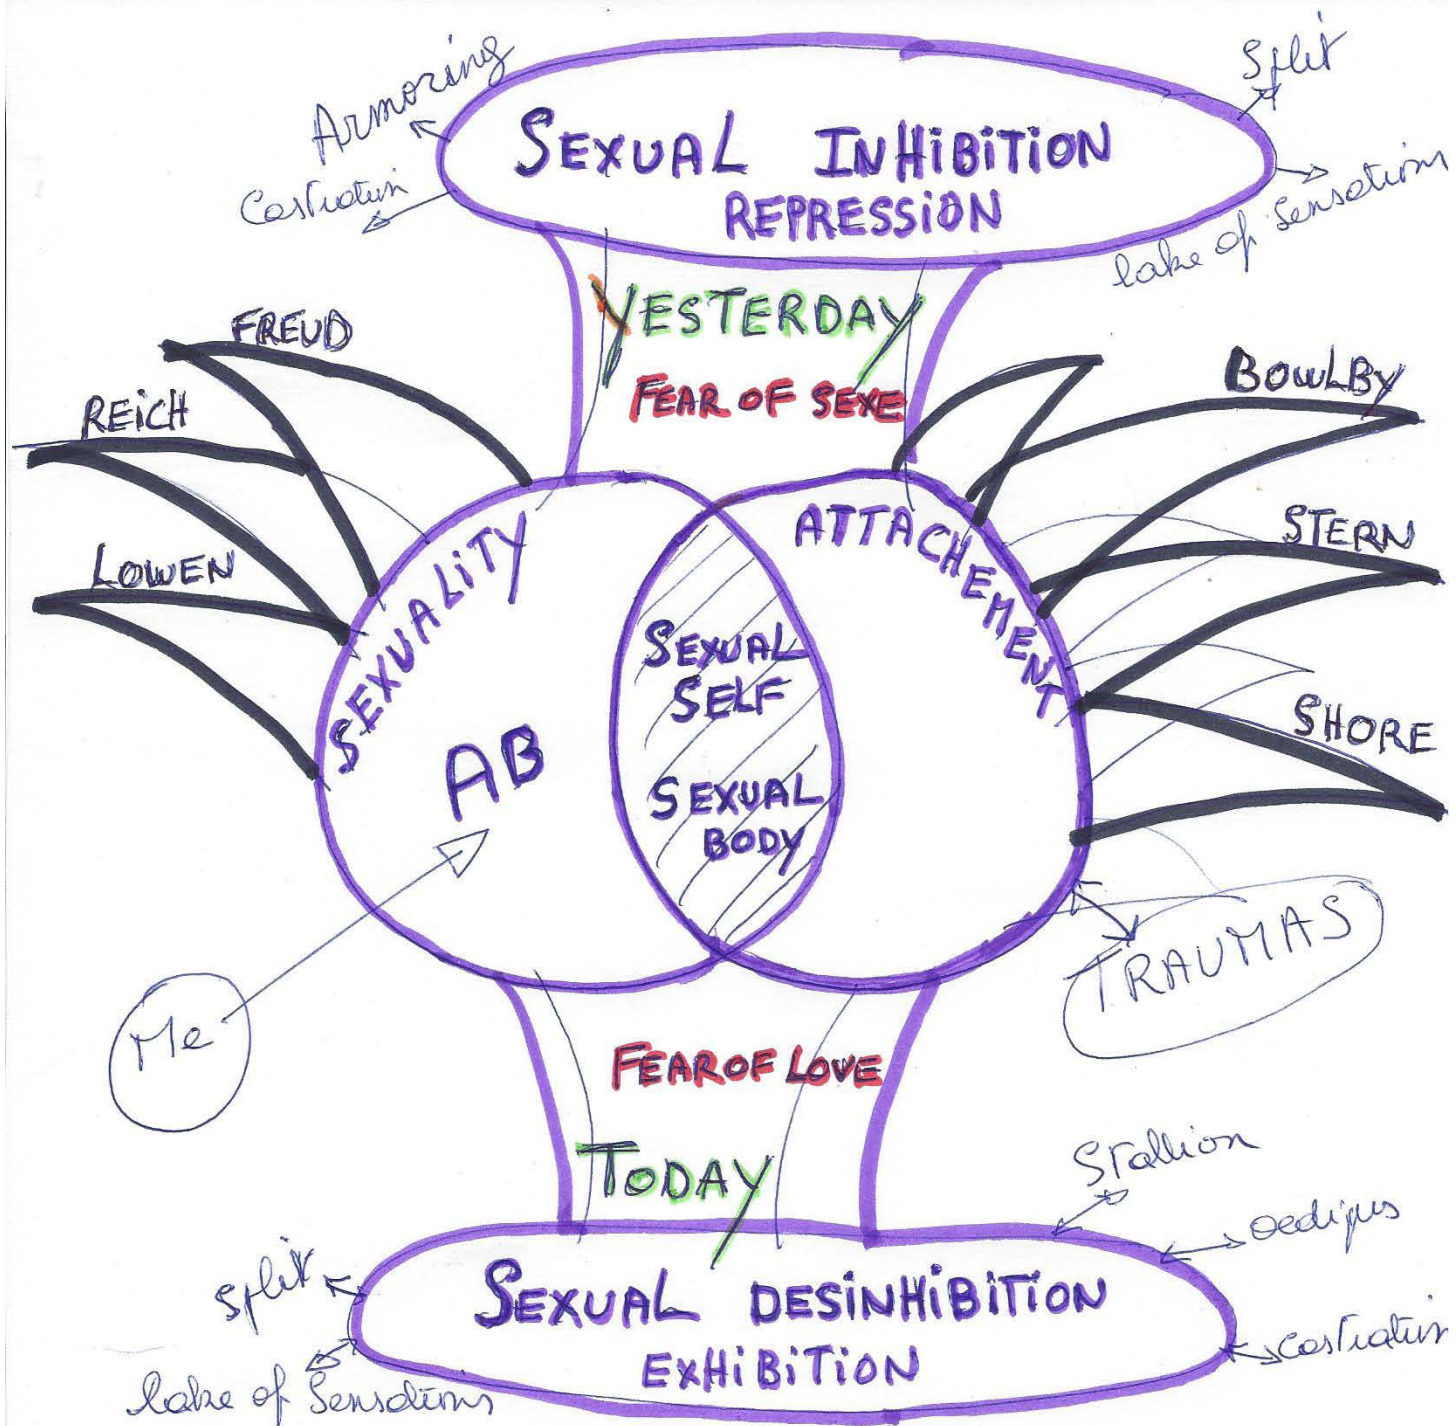 Armoring
Split
SEXUAL INHIBITION
REPRESSION
Castration
lake of Sensations
YESTERDAY
FEAR OF SEXE
FREUD
REICH
LOWEN
BOWLBY
STERN
SHORE
SEXUALITY
ATTACHEMENT
SEXUAL
SELF
SEXUAL
BODY
AB
Me
TRAUMAS
FEAR OF LOVE
TODAY
Stallion
oedipus
Split
SEXUAL DESINHIBITION
EXHIBITION
castration
lake of Sensations